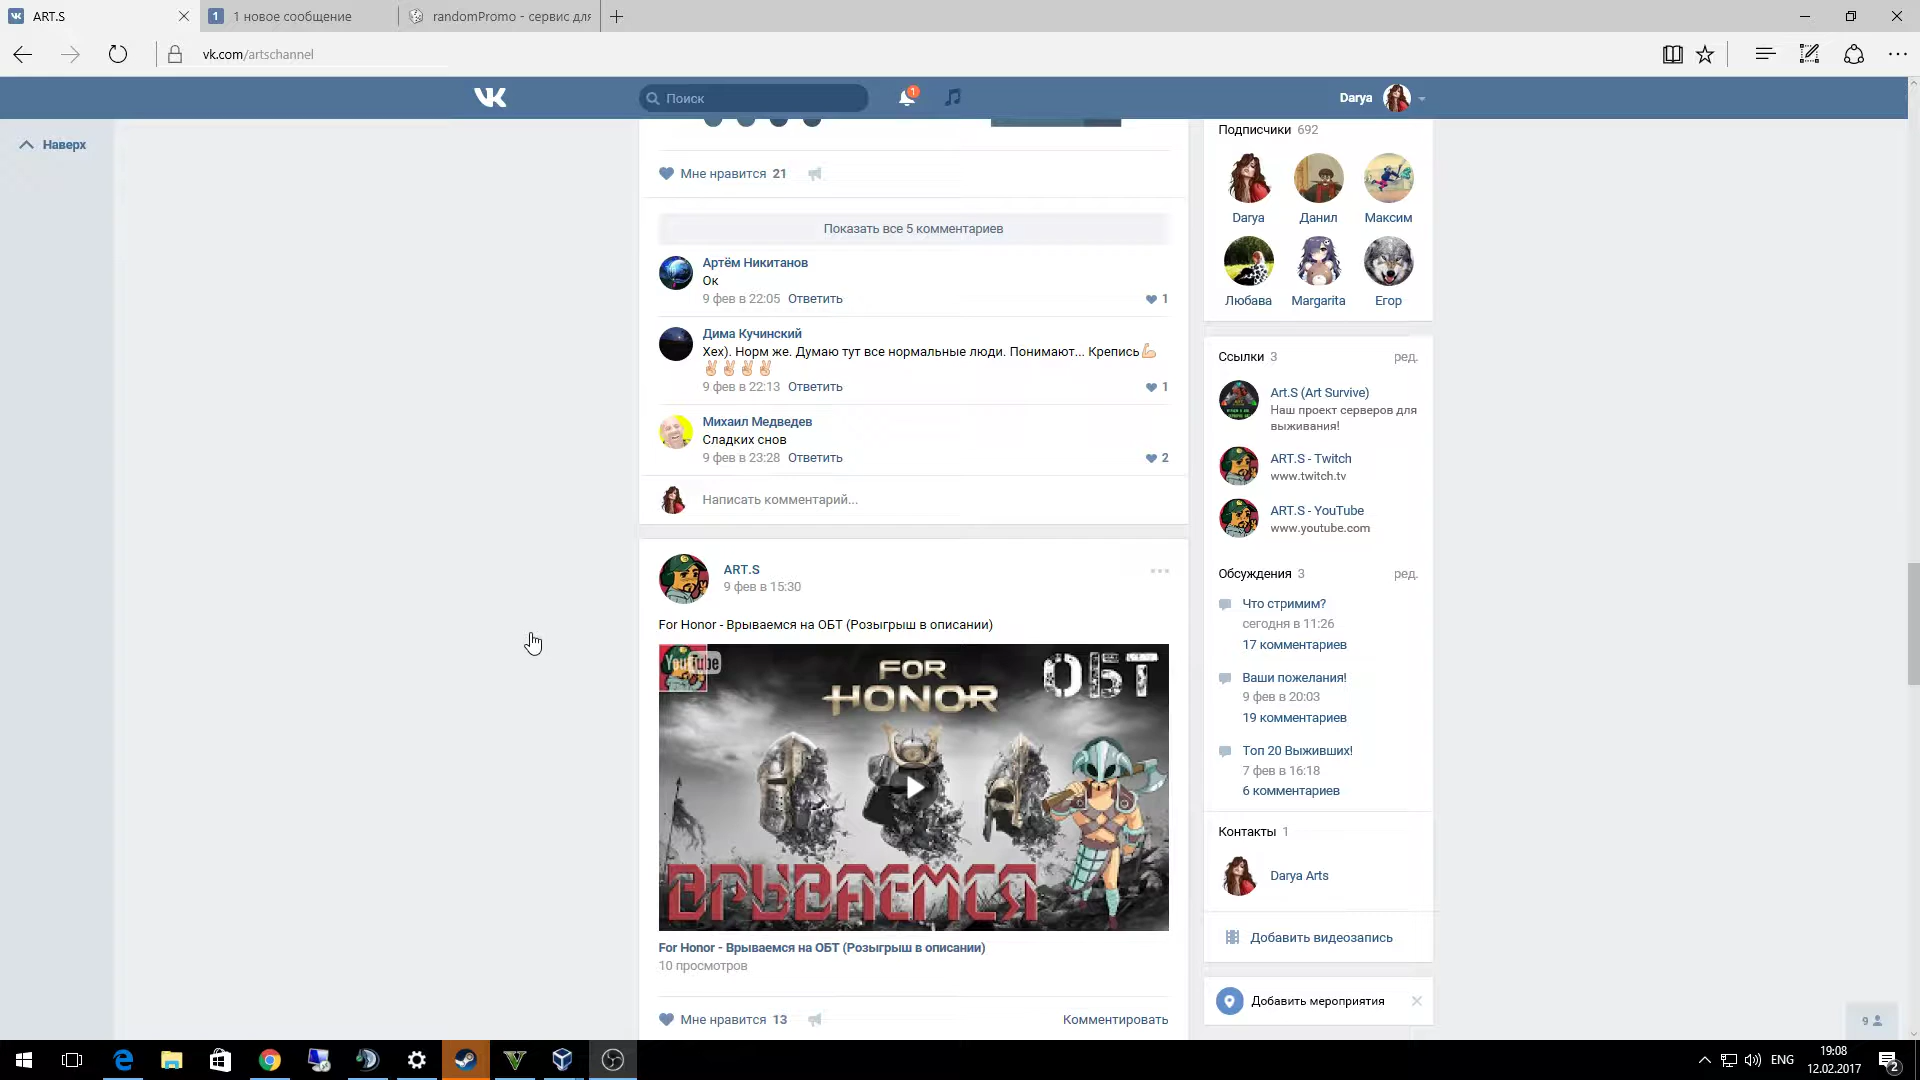 ART.S
1 1 новое сообщение
randomPromo - сервис для
vk.com/artschannel
Поиск
1
Darya
Наверх
Мне нравится 21
Показать все 5 комментариев
Артём Никитанов
Ок
9 фев в 22:05 Ответить
1
Дима Кучинский
Хех). Норм же. Думаю тут все нормальные люди. Понимают... Крепись💪
✌✌✌✌
9 фев в 22:13 Ответить
1
Михаил Медведев
Сладких снов
9 фев в 23:28 Ответить
2
Написать комментарий...
ART.S
9 фев в 15:30
For Honor - Врываемся на ОБТ (Розыгрыш в описании)
YouTube
FOR
HONOR
ОБТ
ВРЫВАЕМСЯ
For Honor - Врываемся на ОБТ (Розыгрыш в описании)
10 просмотров
Мне нравится 13
Комментировать
Подписчики 692
Darya
Данил
Максим
Любава
Margarita
Егор
Ссылки 3
ред.
Art.S (Art Survive)
Наш проект серверов для
выживания!
ART.S - Twitch
www.twitch.tv
ART.S - YouTube
www.youtube.com
Обсуждения 3
ред.
Что стримим?
сегодня в 11:26
17 комментариев
Ваши пожелания!
9 фев в 20:03
19 комментариев
Топ 20 Выживших!
7 фев в 16:18
6 комментариев
Контакты 1
Darya Arts
Добавить видеозапись
Добавить мероприятия
9
ENG
19:08
12.02.2017
2